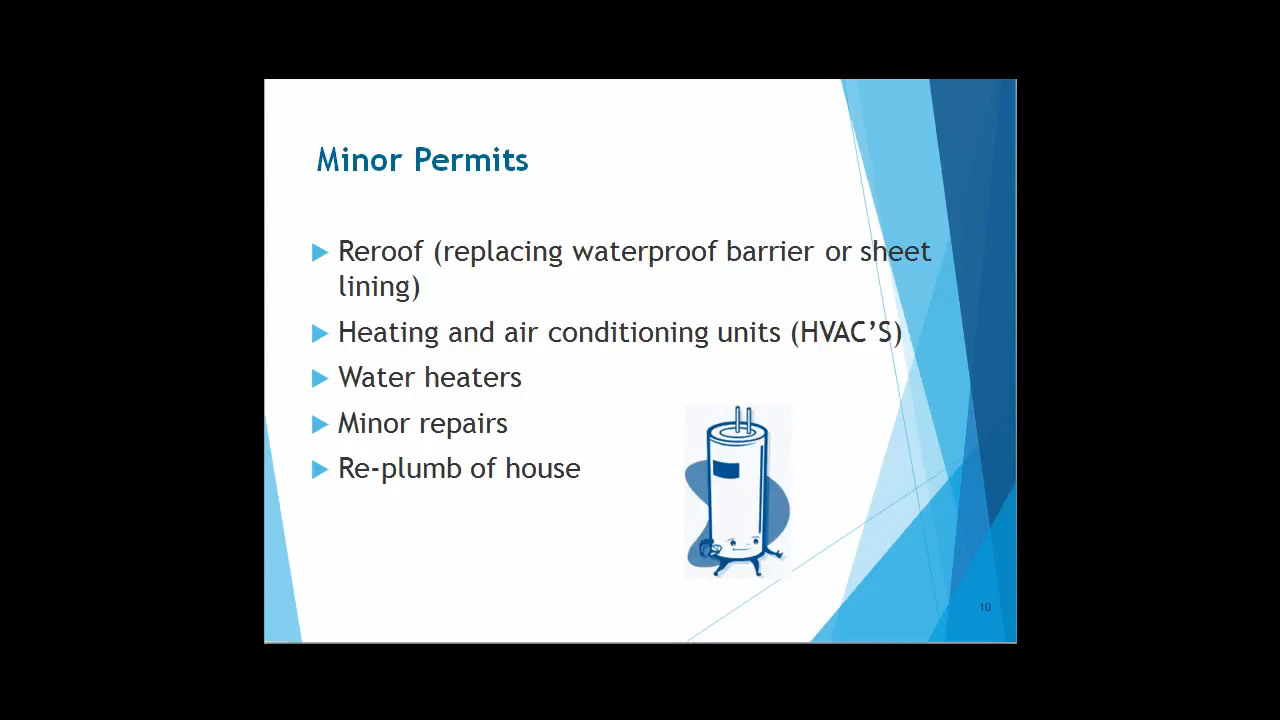 Minor Permits
Reroof (replacing waterproof barrier or sheet
lining)
Heating and air conditioning units (HVAC’S)
Water heaters
Minor repairs
Re-plumb of house
10